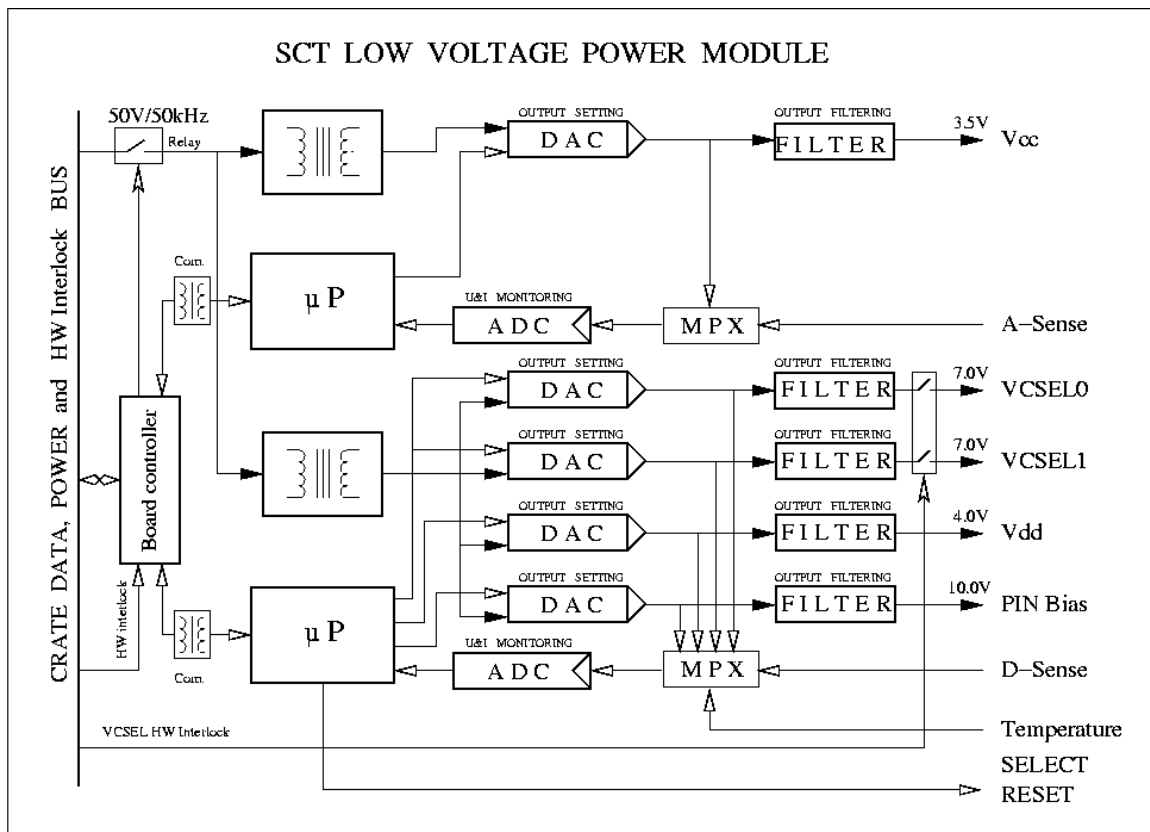 SCT LOW VOLTAGE POWER MODULE
CRATE DATA, POWER and HW Interlock BUS
50V/50kHz
Relay
OUTPUT SETTING
DAC
OUTPUT FILTERING
FILTER
3.5V
Vcc
Com.
μP
U&I MONITORING
ADC
MPX
A-Sense
Board controller
OUTPUT SETTING
DAC
OUTPUT FILTERING
FILTER
7.0V
VCSEL0
OUTPUT SETTING
DAC
OUTPUT FILTERING
FILTER
7.0V
VCSEL1
OUTPUT SETTING
DAC
OUTPUT FILTERING
FILTER
4.0V
Vdd
OUTPUT SETTING
DAC
OUTPUT FILTERING
FILTER
10.0V
PIN Bias
HW interlock
Com.
μP
U&I MONITORING
ADC
MPX
D-Sense
VCSEL HW Interlock
Temperature
SELECT
RESET